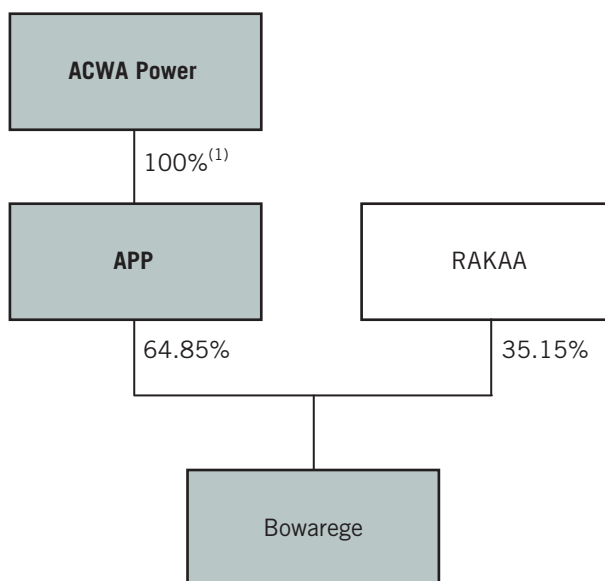 ACWA Power
100%(1)
APP
RAKAA
64.85%
35.15%
Bowarege